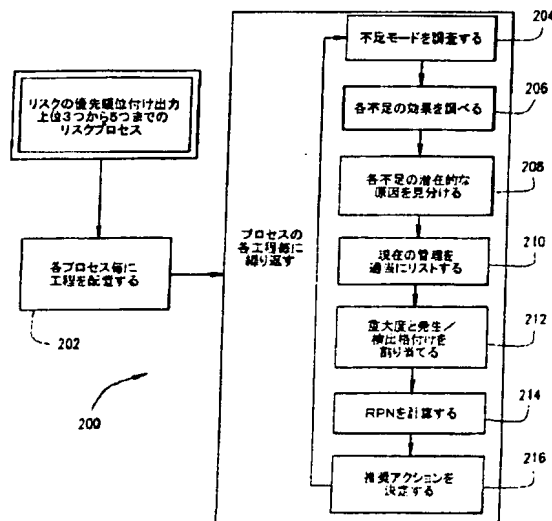 リスクの優先順位付け出力
上位3つから5つまでの
リスクプロセス
各プロセス毎に
工程を配置する
202
200
プロセスの
各工程毎に
繰り返す
不足モードを調査する
204
各不足の効果を調べる
206
各不足の潜在的な
原因を見分ける
208
現在の管理を
適当にリストする
210
重大度と発生/
検出格付けを
割り当てる
212
RPNを計算する
214
推奨アクションを
決定する
216